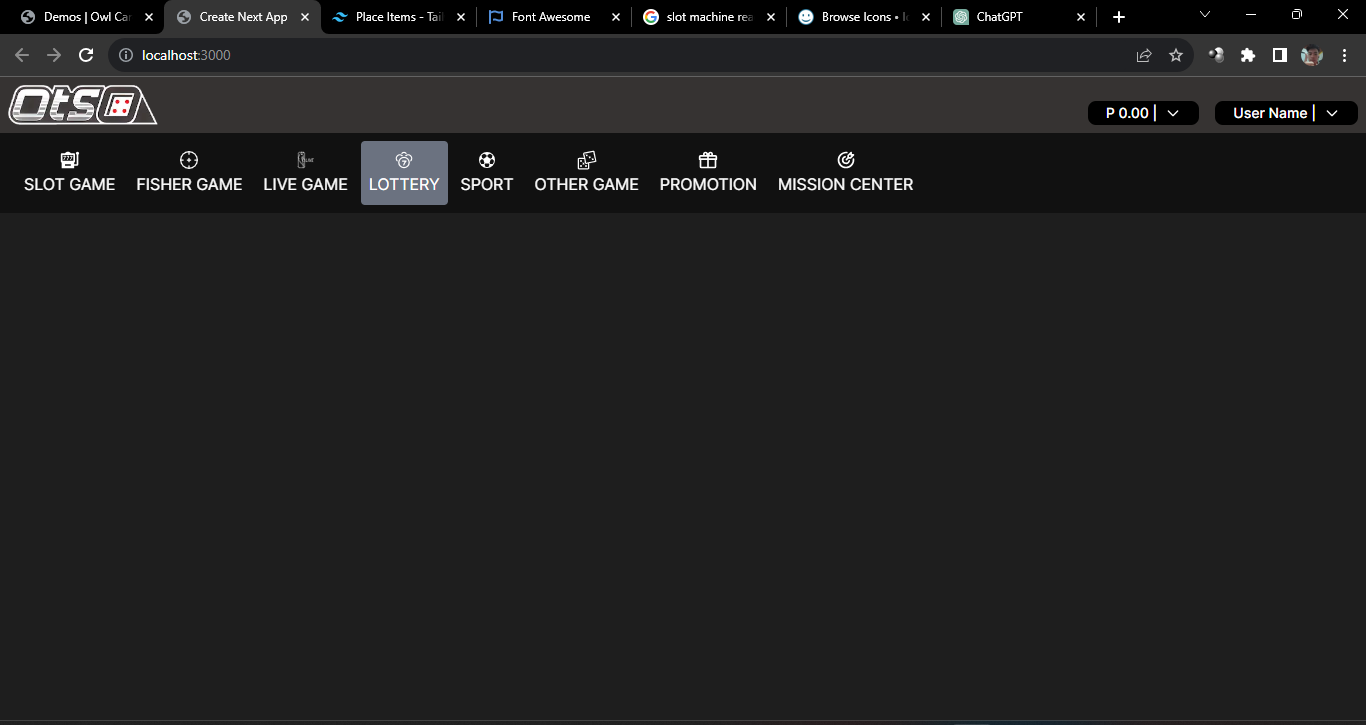 Demos | Owl Car
Create Next App
Place Items - Tail
Font Awesome
slot machine rea
Browse Icons •
ChatGPT
localhost:3000
OtsO
P 0.00
User Name
SLOT GAME
FISHER GAME
LIVE GAME
LOTTERY
SPORT
OTHER GAME
PROMOTION
MISSION CENTER